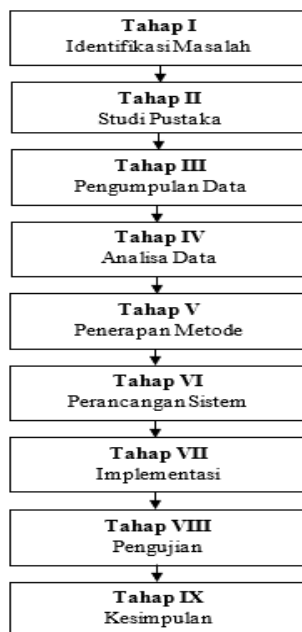 Tahap I
Identifikasi Masalah
Tahap II
Studi Pustaka
Tahap III
Pengumpulan Data
Tahap IV
Analisa Data
Tahap V
Penerapan Metode
Tahap VI
Perancangan Sistem
Tahap VII
Implementasi
Tahap VIII
Pengujian
Tahap IX
Kesimpulan